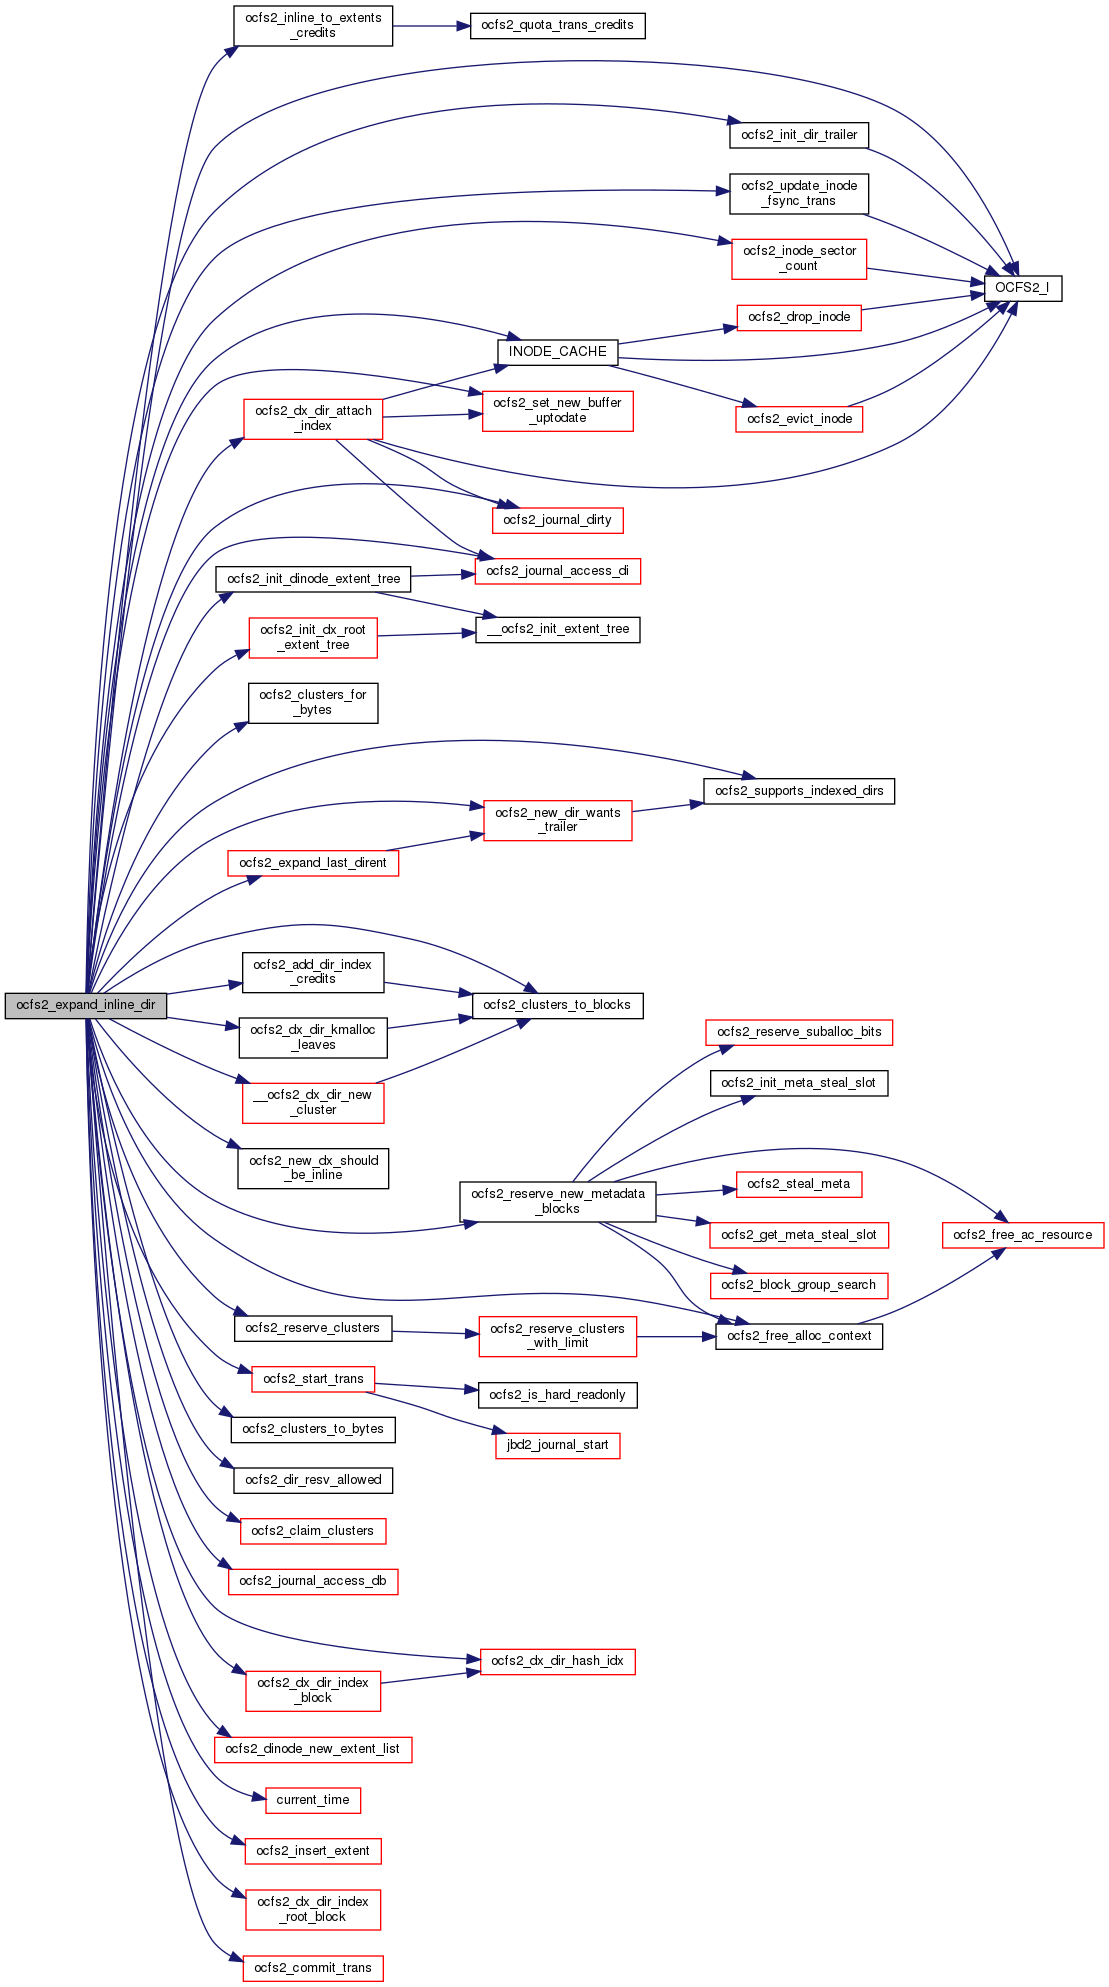 ocfs2_inline_to_extents
_credits
ocfs2_quota_trans_credits
ocfs2_init_dir_trailer
ocfs2_update_inode
_fsync_trans
ocfs2_inode_sector
_count
OCFS2_I
ocfs2_drop_inode
INODE_CACHE
ocfs2_dx_dir_attach
_index
ocfs2_set_new_buffer
_uptodate
ocfs2_evict_inode
ocfs2_journal_dirty
ocfs2_journal_access_di
ocfs2_init_dinode_extent_tree
__ocfs2_init_extent_tree
ocfs2_init_dx_root
_extent_tree
ocfs2_clusters_for
_bytes
ocfs2_supports_indexed_dirs
ocfs2_new_dir_wants
_trailer
ocfs2_expand_last_dirent
ocfs2_add_dir_index
_credits
ocfs2_expand_inline_dir
ocfs2_clusters_to_blocks
ocfs2_dx_dir_kmalloc
_leaves
ocfs2_reserve_suballoc_bits
ocfs2_init_meta_steal_slot
__ocfs2_dx_dir_new
_cluster
ocfs2_new_dx_should
_be_inline
ocfs2_steal_meta
ocfs2_reserve_new_metadata
_blocks
ocfs2_get_meta_steal_slot
ocfs2_free_ac_resource
ocfs2_block_group_search
ocfs2_reserve_clusters
ocfs2_reserve_clusters
_with_limit
ocfs2_free_alloc_context
ocfs2_start_trans
ocfs2_is_hard_readonly
ocfs2_clusters_to_bytes
jbd2_journal_start
ocfs2_dir_resv_allowed
ocfs2_claim_clusters
ocfs2_journal_access_db
ocfs2_dx_dir_hash_idx
ocfs2_dx_dir_index
_block
ocfs2_dinode_new_extent_list
current_time
ocfs2_insert_extent
ocfs2_dx_dir_index
_root_block
ocfs2_commit_trans